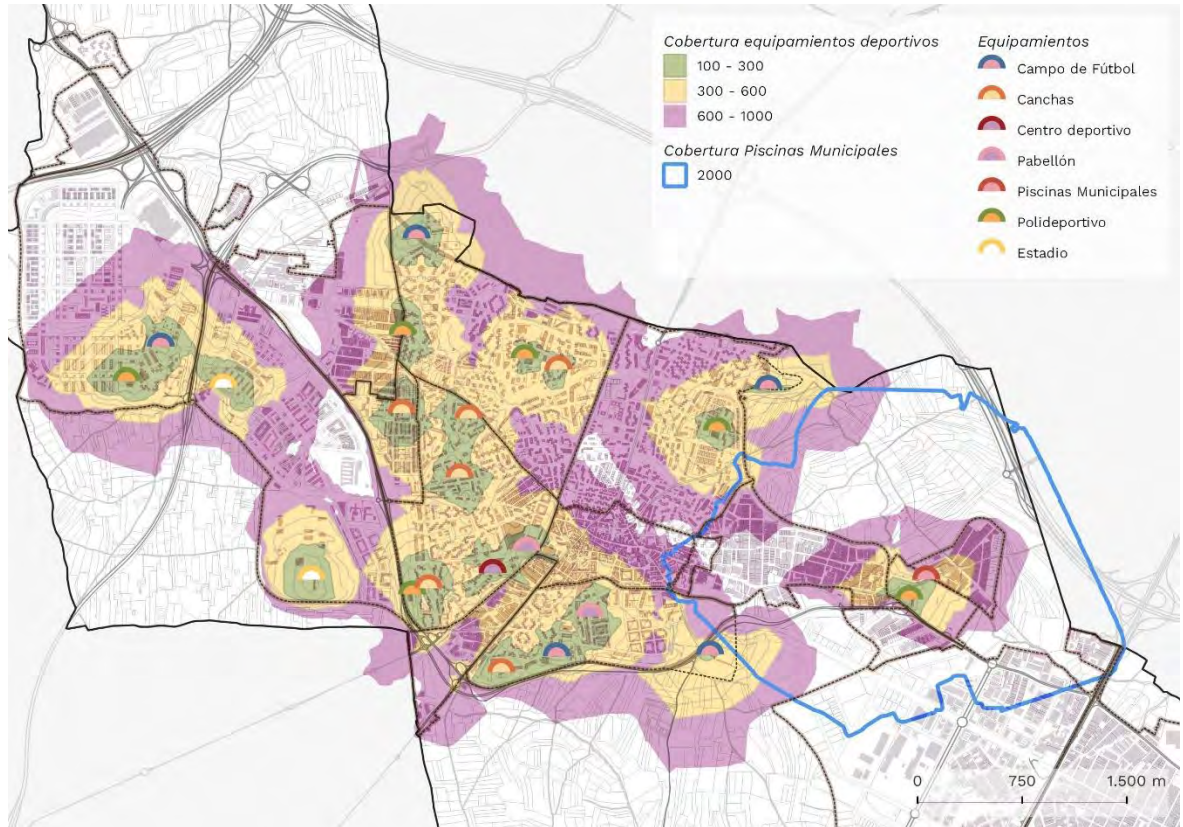 Cobertura equipamientos deportivos
100 - 300
300 - 600
600 - 1000
Cobertura Piscinas Municipales
2000
Equipamientos
Campo de Fútbol
Canchas
Centro deportivo
Pabellón
Piscinas Municipales
Polideportivo
Estadio
0 750 1.500 m